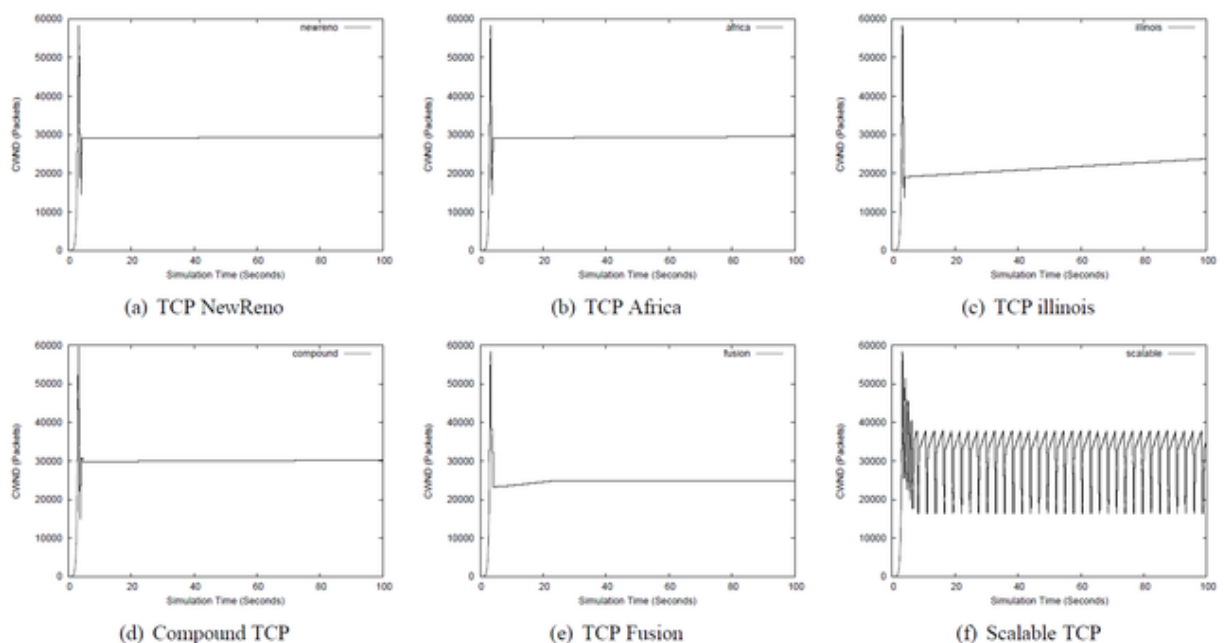 60000
50000
40000
30000
20000
10000
0
CWND (Packets)
newreno
0 20 40 60 80 100
Simulation Time (Seconds)
(a) TCP NewReno
60000
50000
40000
30000
20000
10000
0
CWND (Packets)
africa
0 20 40 60 80 100
Simulation Time (Seconds)
(b) TCP Africa
60000
50000
40000
30000
20000
10000
0
CWND (Packets)
illinois
0 20 40 60 80 100
Simulation Time (Seconds)
(c) TCP illinois
60000
50000
40000
30000
20000
10000
0
CWND (Packets)
compound
0 20 40 60 80 100
Simulation Time (Seconds)
(d) Compound TCP
60000
50000
40000
30000
20000
10000
0
CWND (Packets)
fusion
0 20 40 60 80 100
Simulation Time (Seconds)
(e) TCP Fusion
60000
50000
40000
30000
20000
10000
0
CWND (Packets)
scalable
0 20 40 60 80 100
Simulation Time (Seconds)
(f) Scalable TCP